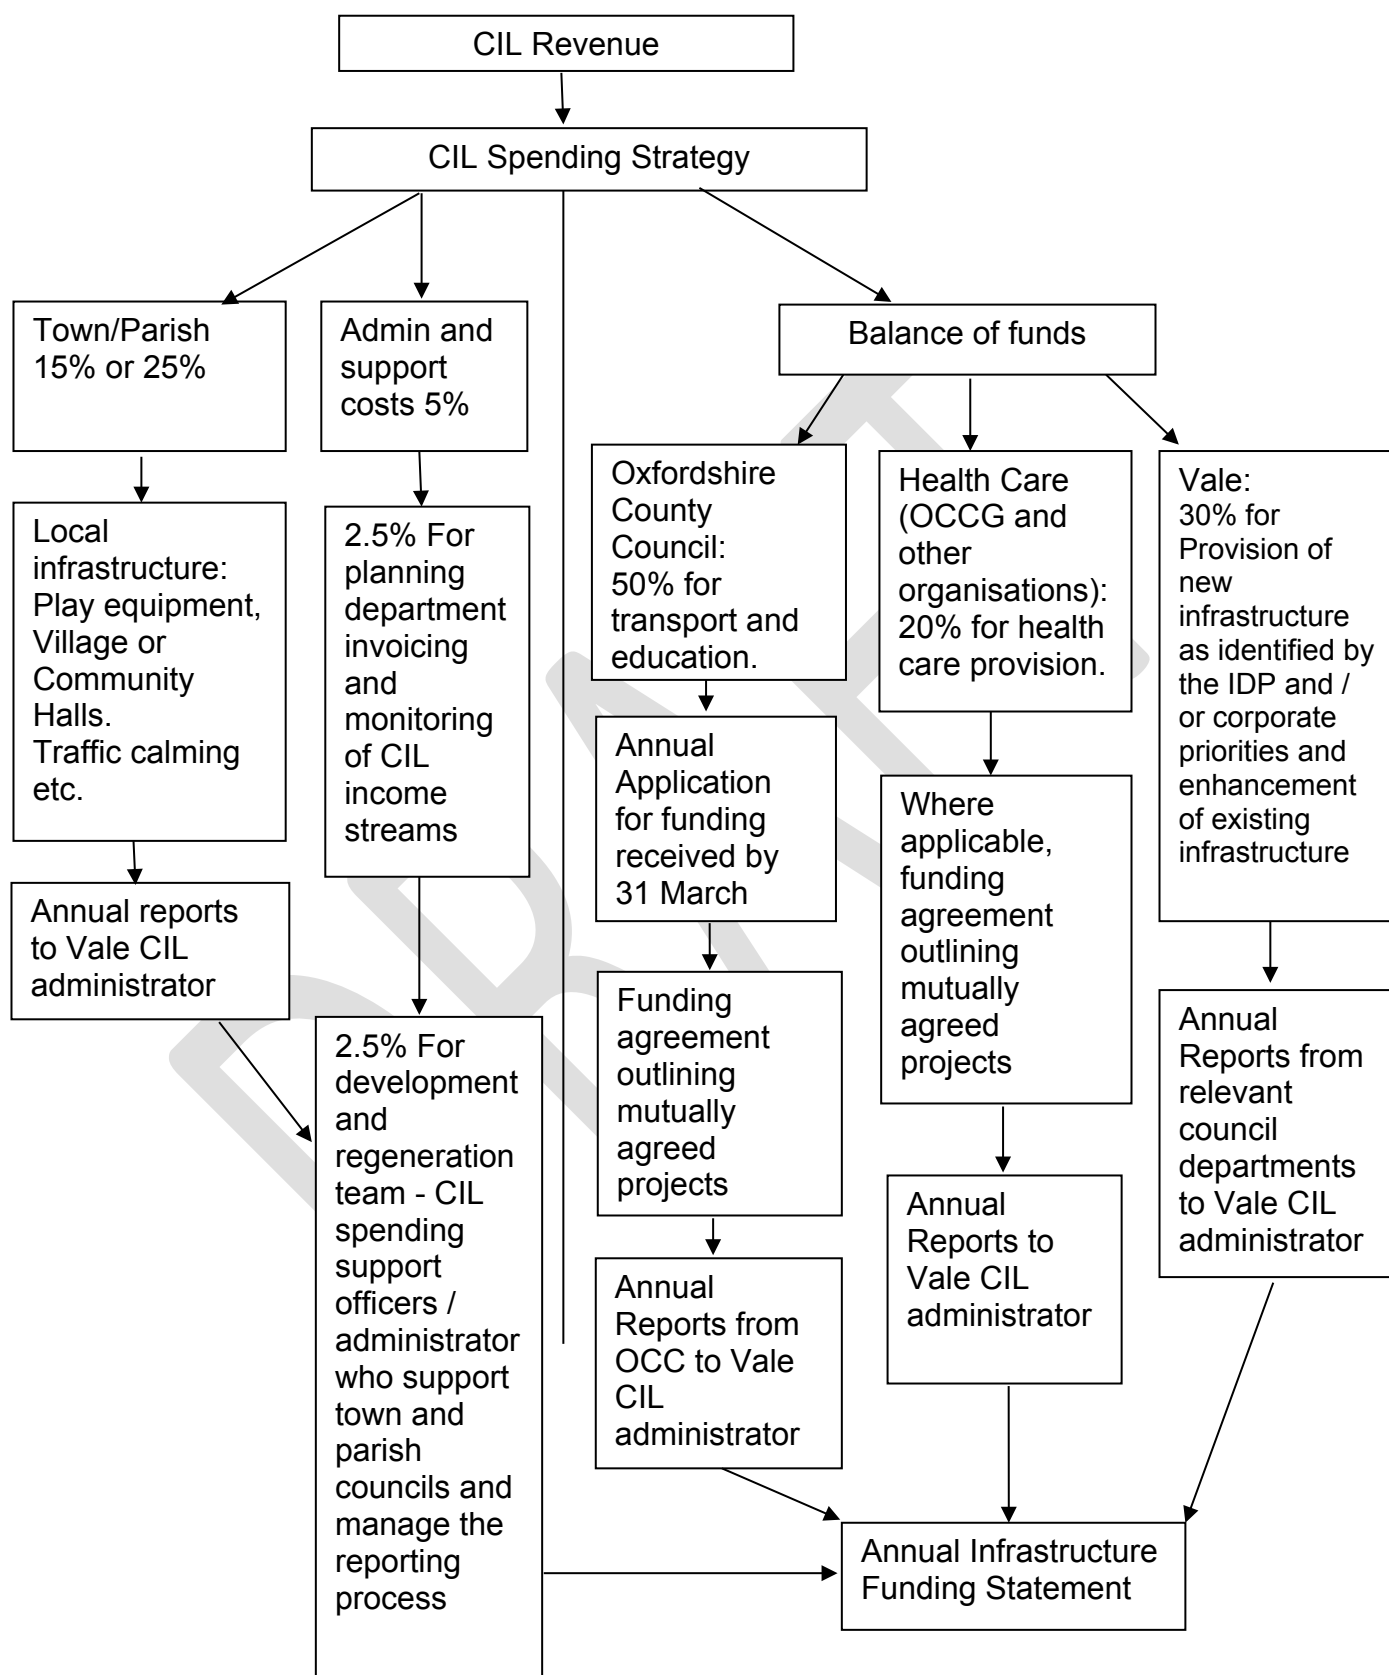 CIL Revenue
CIL Spending Strategy
Town/Parish
15% or 25%
Admin and
support
costs 5%
Balance of funds
Local
infrastructure:
Play equipment,
Village or
Community
Halls.
Traffic calming
etc.
2.5% For
planning
department
invoicing
and
monitoring
of CIL
income
streams
Oxfordshire
County
Council:
50% for
transport and
education.
Health Care
(OCCG and
other
organisations):
20% for health
care provision.
Vale:
30% for
Provision of
new
infrastructure
as identified by
the IDP and /
or corporate
priorities and
enhancement
of existing
infrastructure
Annual reports
to Vale CIL
administrator
2.5% For
development
and
regeneration
team - CIL
spending
support
officers /
administrator
who support
town and
parish
councils and
manage the
reporting
process
Annual
Application
for funding
received by
31 March
Funding
agreement
outlining
mutually
agreed
projects
Annual
Reports from
OCC to Vale
CIL
administrator
Where
applicable,
funding
agreement
outlining
mutually
agreed
projects
Annual
Reports to
Vale CIL
administrator
Annual
Reports from
relevant
council
departments
to Vale CIL
administrator
Annual Infrastructure
Funding Statement
DRAFT